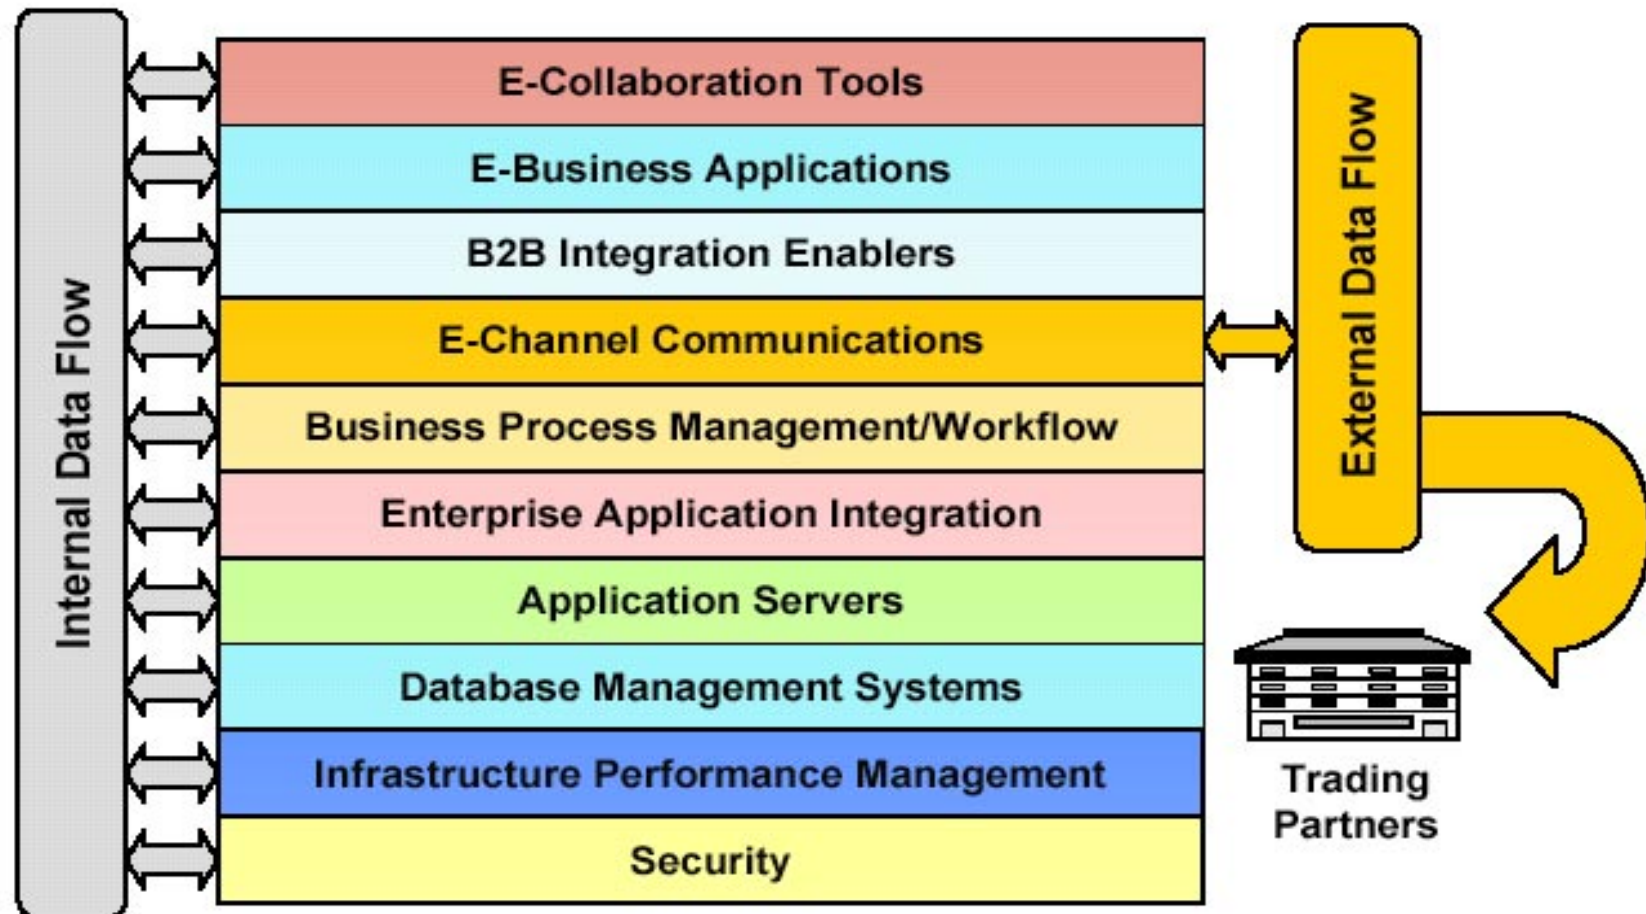 Internal Data Flow
E-Collaboration Tools
E-Business Applications
B2B Integration Enablers
E-Channel Communications
Business Process Management/Workflow
Enterprise Application Integration
Application Servers
Database Management Systems
Infrastructure Performance Management
Security
External Data Flow
Trading
Partners